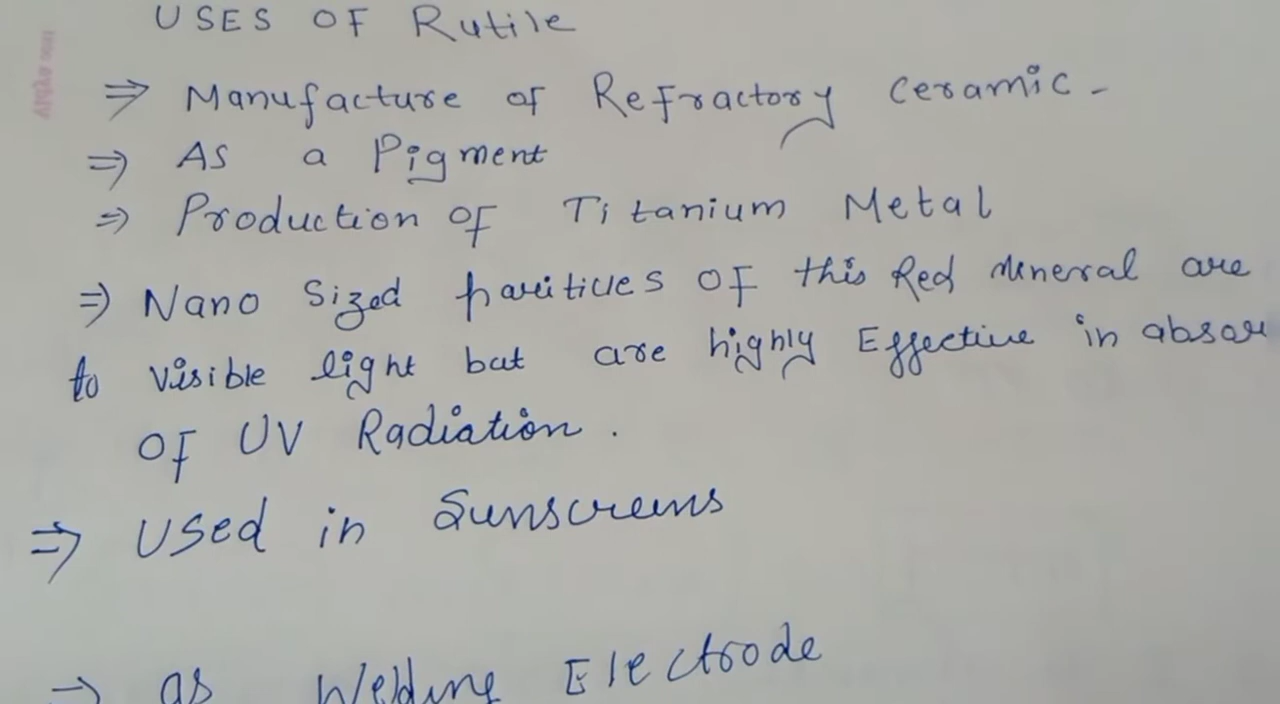 USES OF Rutile
⇒ Manufacture of Refractory ceramic -
⇒ As a Pigment
⇒ Production of Titanium Metal
⇒ Nano Sized particles of this Red Mineral are
to visible light but are highly Effective in absor
of UV Radiation .
⇒ Used in Sunscreens
⇒ as Welding Electrode